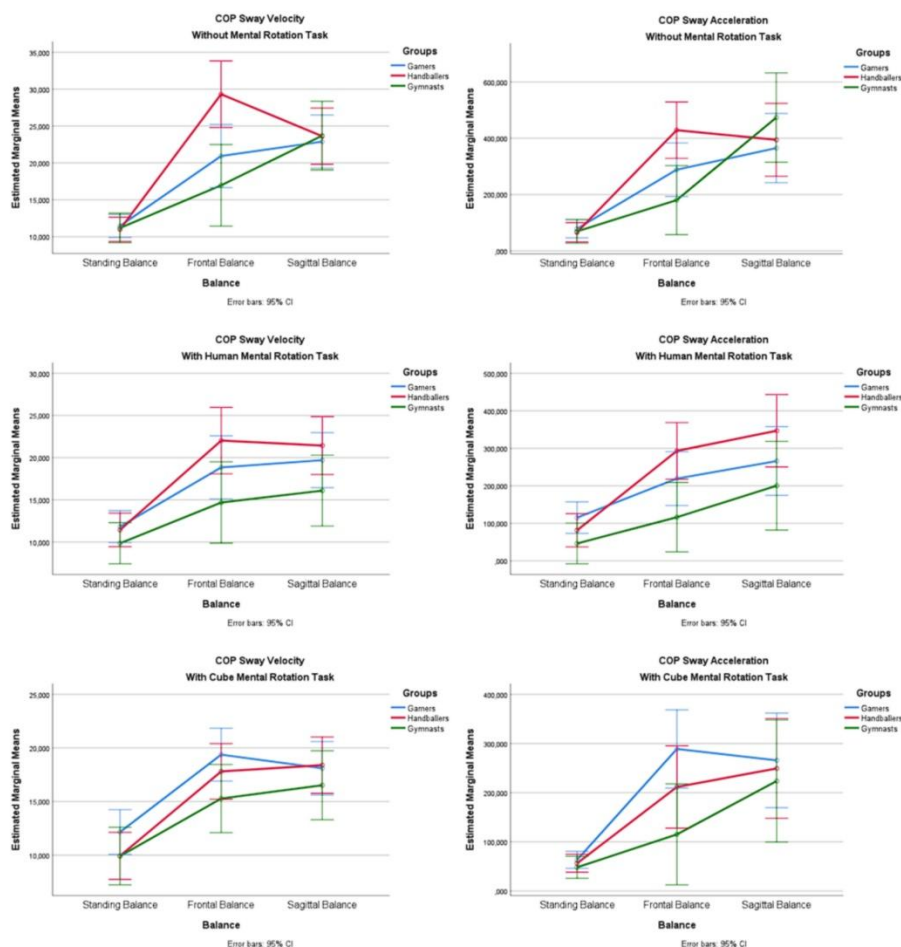 COP Sway Velocity
Without Mental Rotation Task
Groups
Gamers
Handballers
Gymnasts
Estimated Marginal Means
35,000
30,000
25,000
20,000
15,000
10,000
Standing Balance Frontal Balance Sagittal Balance
Balance
Error bars: 95% CI
COP Sway Acceleration
Without Mental Rotation Task
Groups
Gamers
Handballers
Gymnasts
Estimated Marginal Means
600,000
400,000
200,000
,000
Standing Balance Frontal Balance Sagittal Balance
Balance
Error bars: 95% CI
COP Sway Velocity
With Human Mental Rotation Task
Groups
Gamers
Handballers
Gymnasts
Estimated Marginal Means
30,000
25,000
20,000
15,000
10,000
Standing Balance Frontal Balance Sagittal Balance
Balance
Error bars: 95% CI
COP Sway Acceleration
With Human Mental Rotation Task
Groups
Gamers
Handballers
Gymnasts
Estimated Marginal Means
500,000
400,000
300,000
200,000
100,000
,000
Standing Balance Frontal Balance Sagittal Balance
Balance
Error bars: 95% CI
COP Sway Velocity
With Cube Mental Rotation Task
Groups
Gamers
Handballers
Gymnasts
Estimated Marginal Means
25,000
20,000
15,000
10,000
Standing Balance Frontal Balance Sagittal Balance
Balance
Error bars: 95% CI
COP Sway Acceleration
With Cube Mental Rotation Task
Groups
Gamers
Handballers
Gymnasts
Estimated Marginal Means
400,000
300,000
200,000
100,000
,000
Standing Balance Frontal Balance Sagittal Balance
Balance
Error bars: 95% CI